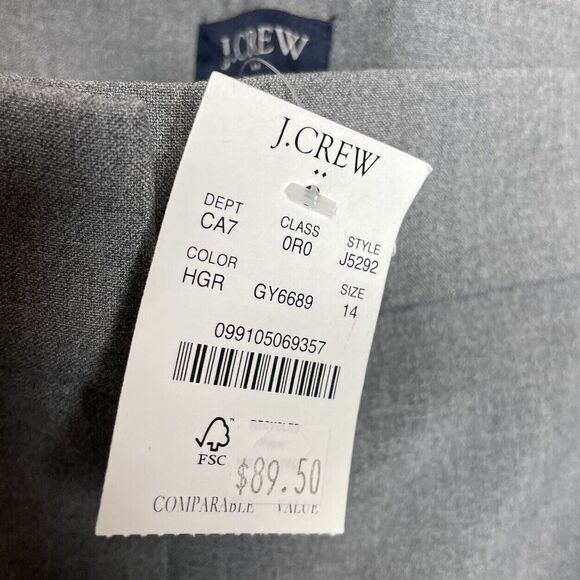 J.CREW
J.CREW
DEPT CLASS STYLE
CA7 0R0 J5292
COLOR SIZE
HGR GY6689 14
099105069357
™
FSC
$89.50
COMPARABLE VALUE